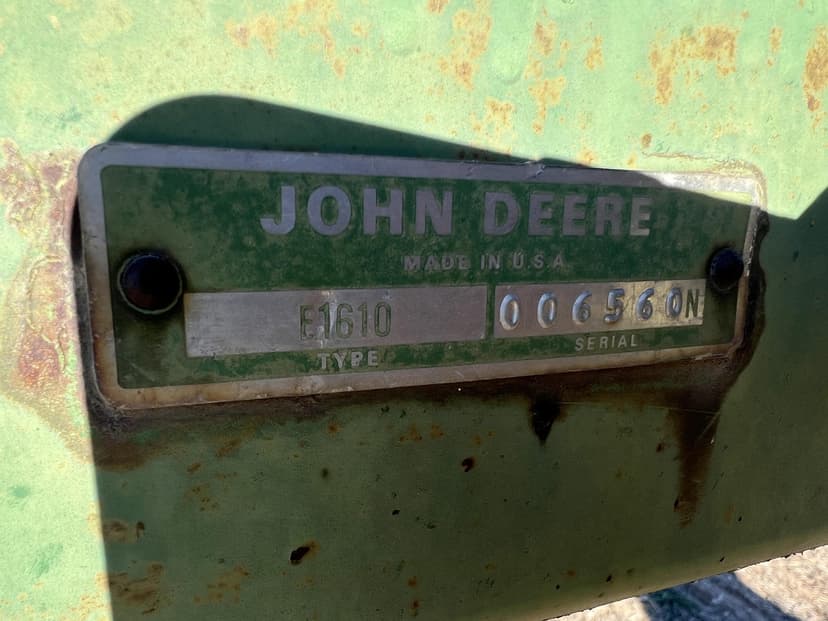 JOHN DEERE
MADE IN U.S.A.
E1610 006560N
TYPE SERIAL